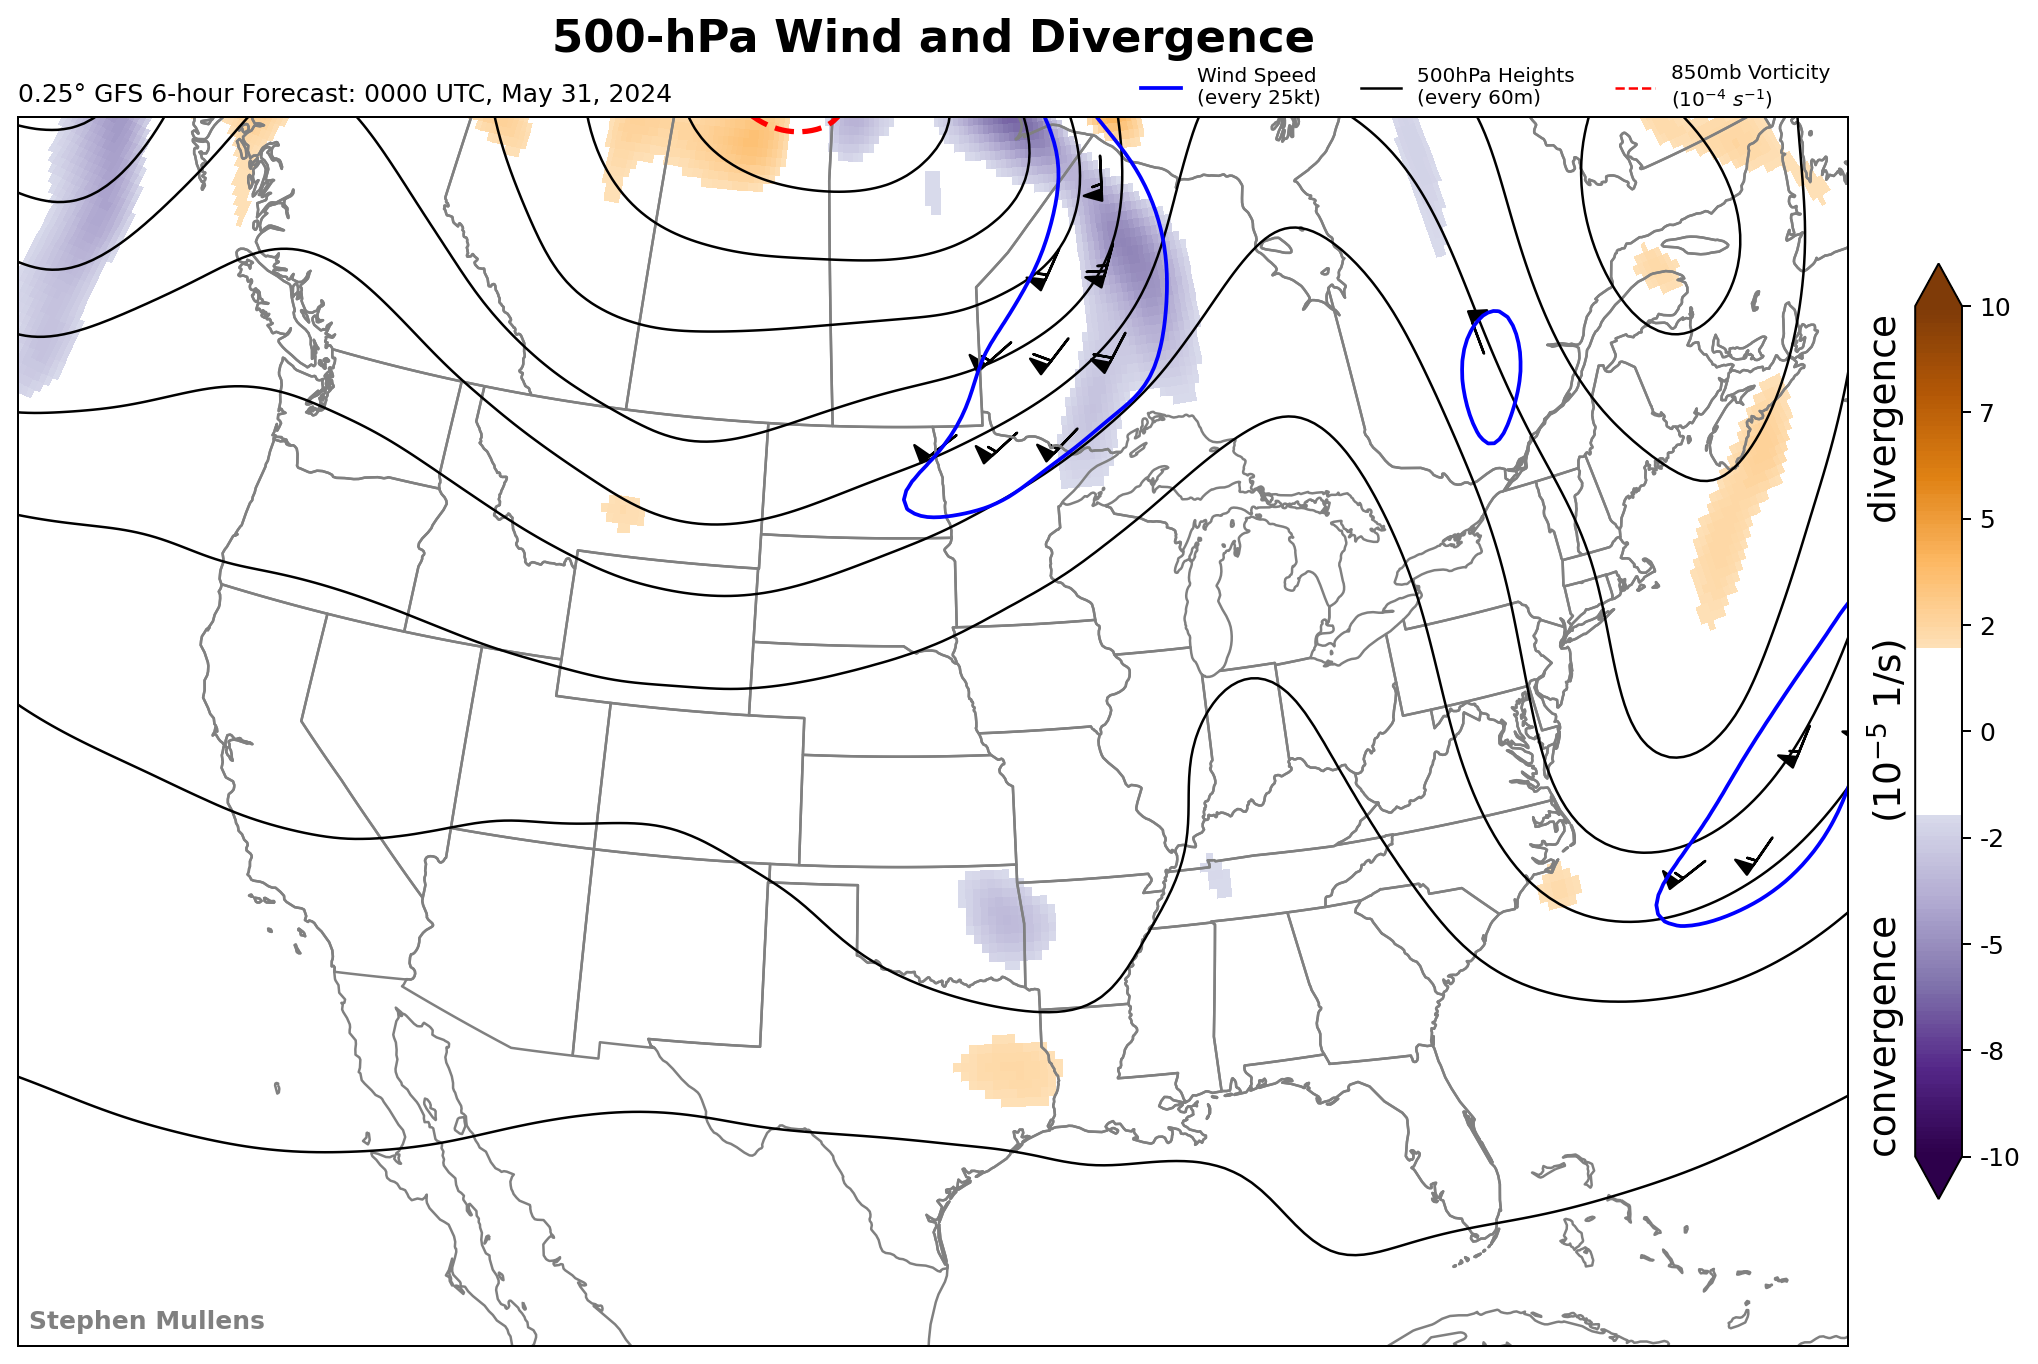 500-hPa Wind and Divergence
0.25° GFS 6-hour Forecast: 0000 UTC, May 31, 2024
Wind Speed
(every 25kt)
500hPa Heights
(every 60m)
850mb Vorticity
(10⁻⁴ s⁻¹)
10
7
5
2
0
-2
-5
-8
-10
convergence (10⁻⁵ 1/s) divergence
Stephen Mullens